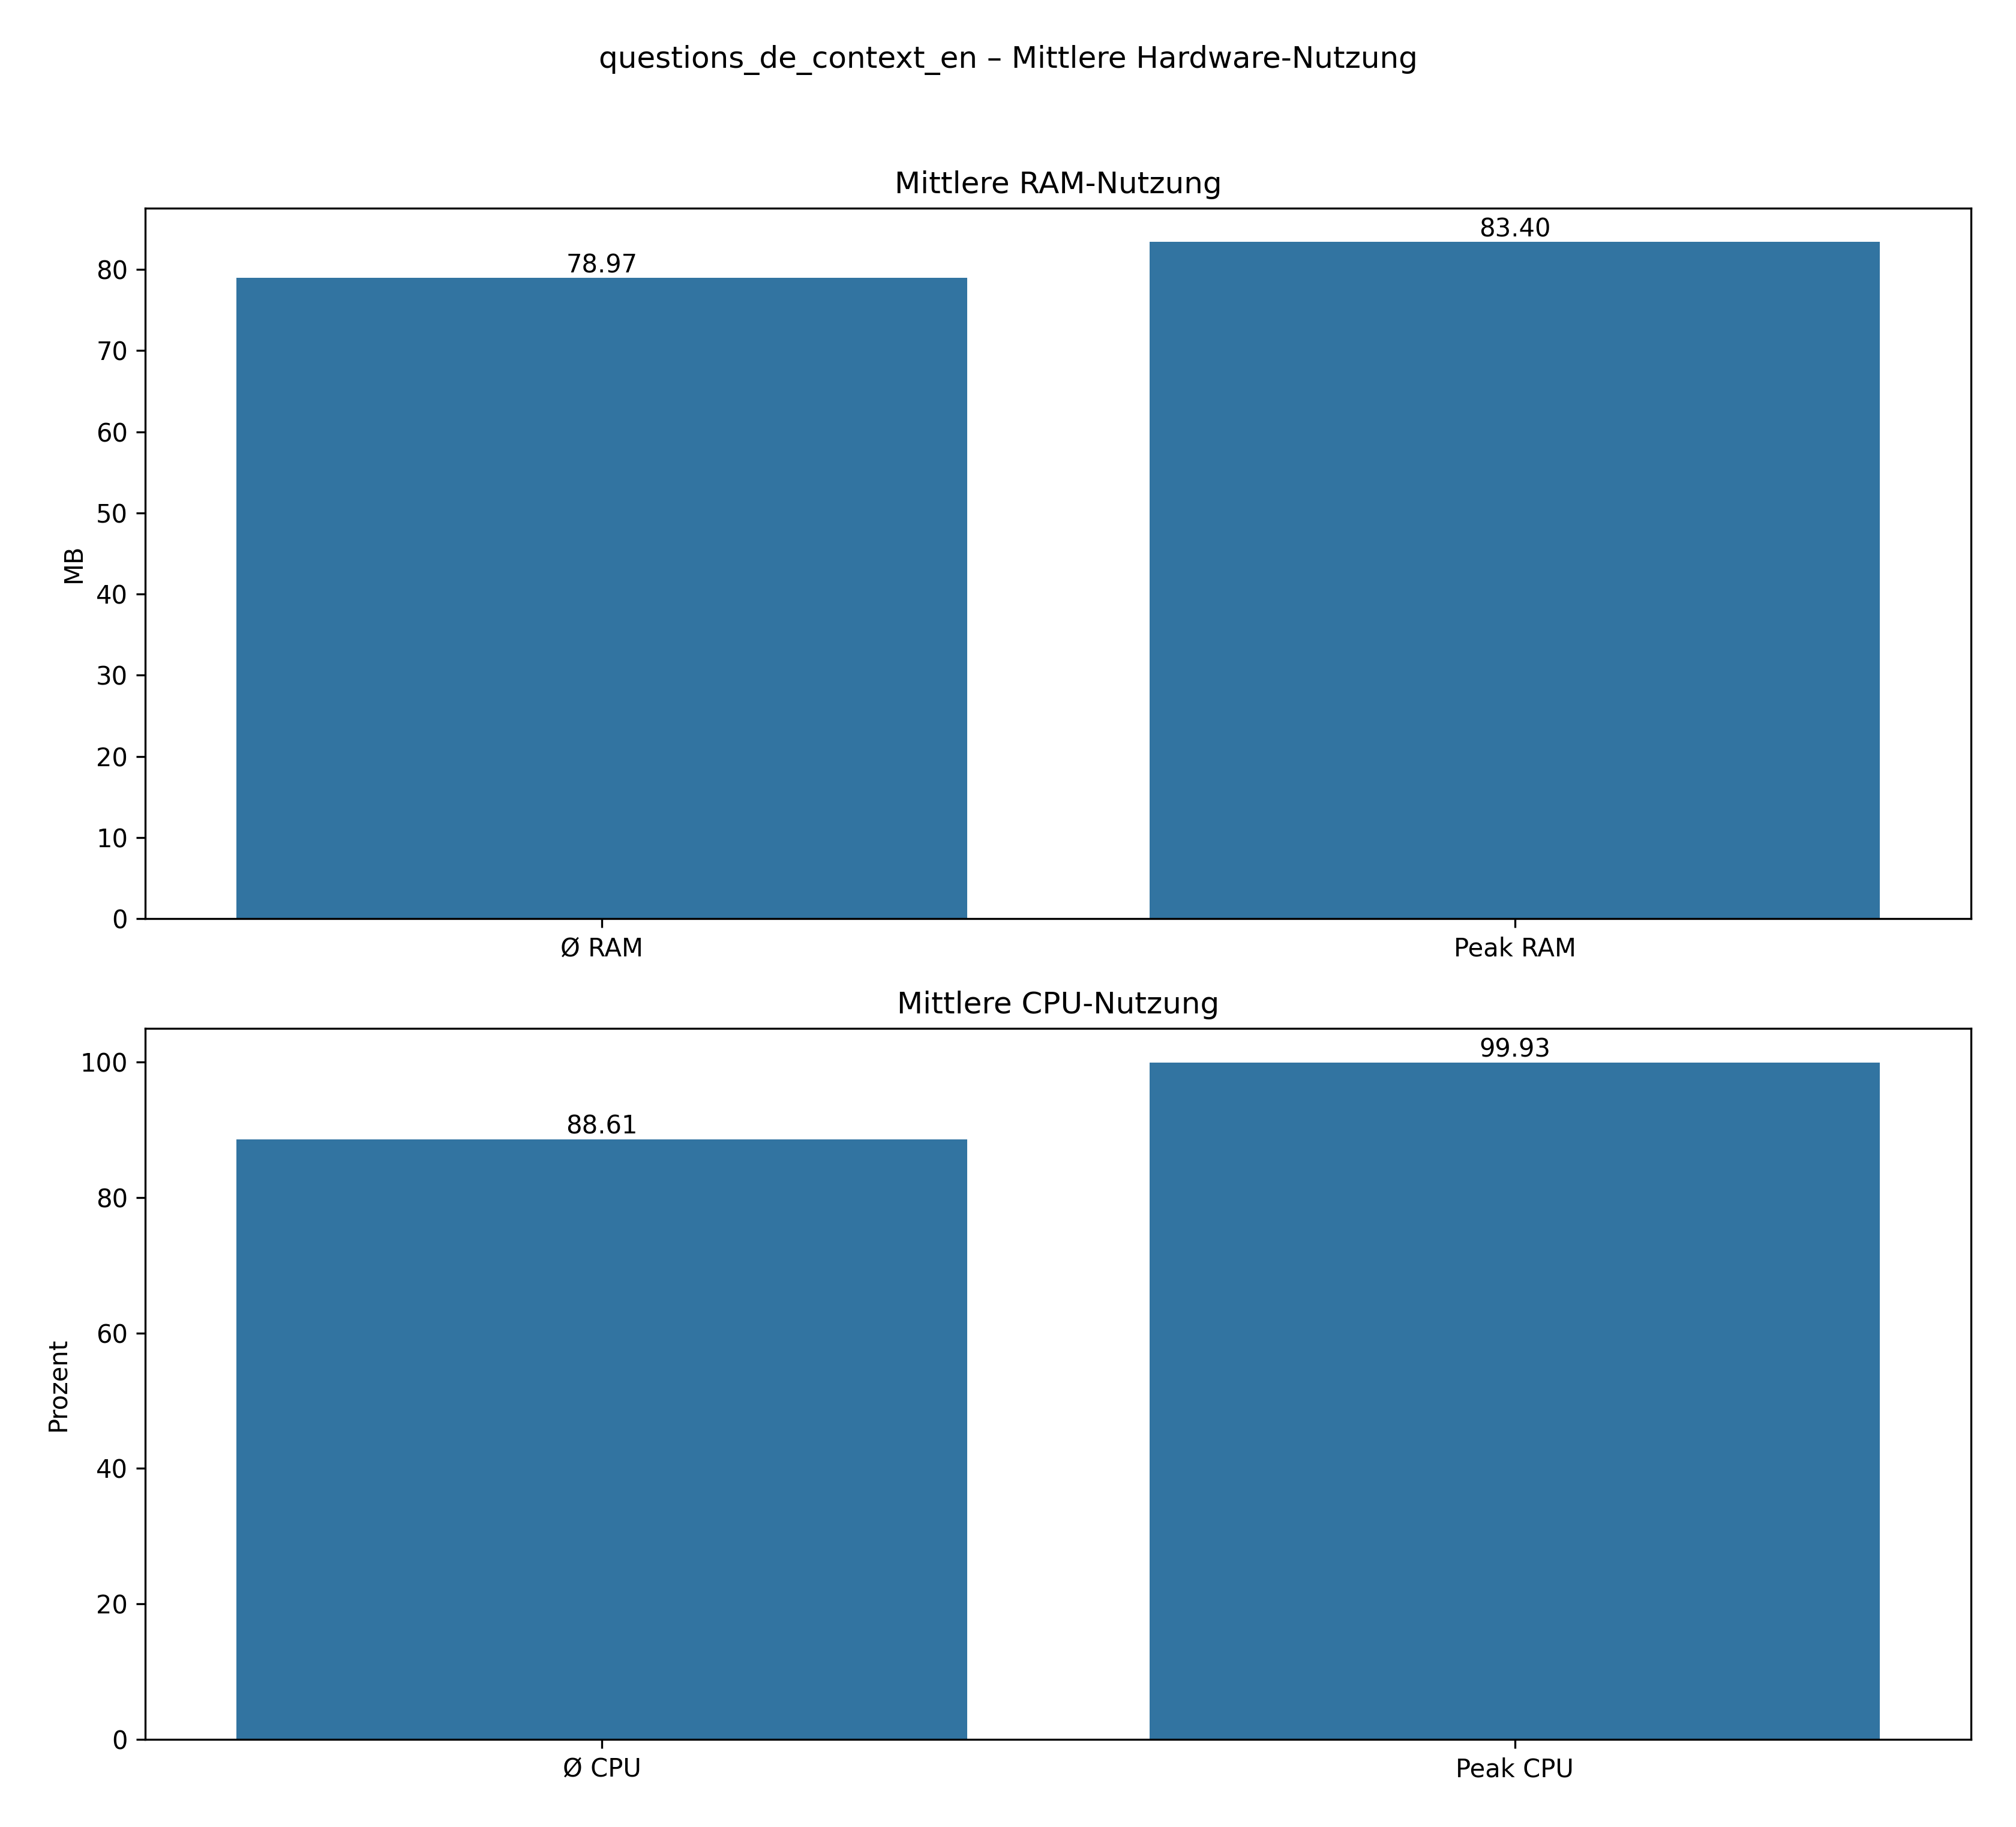 questions_de_context_en – Mittlere Hardware-Nutzung
Mittlere RAM-Nutzung
83.40
78.97
80
70
60
50
MB
40
30
20
10
0
Ø RAM
Peak RAM
Mittlere CPU-Nutzung
99.93
100
88.61
80
60
Prozent
40
20
0
Ø CPU
Peak CPU